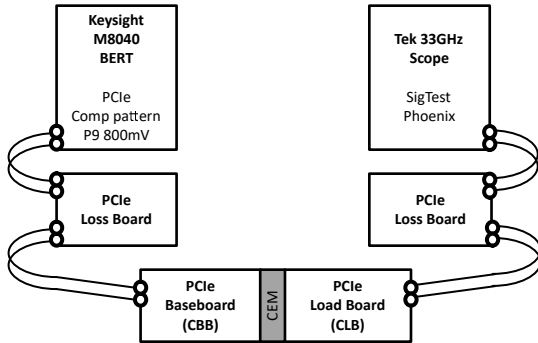 Keysight
M8040
BERT
PCIe
Comp pattern
P9 800mV
Tek 33GHz
Scope
SigTest
Phoenix
PCIe
Loss Board
PCIe
Loss Board
PCIe
Baseboard
(CBB)
CEM
PCIe
Load Board
(CLB)